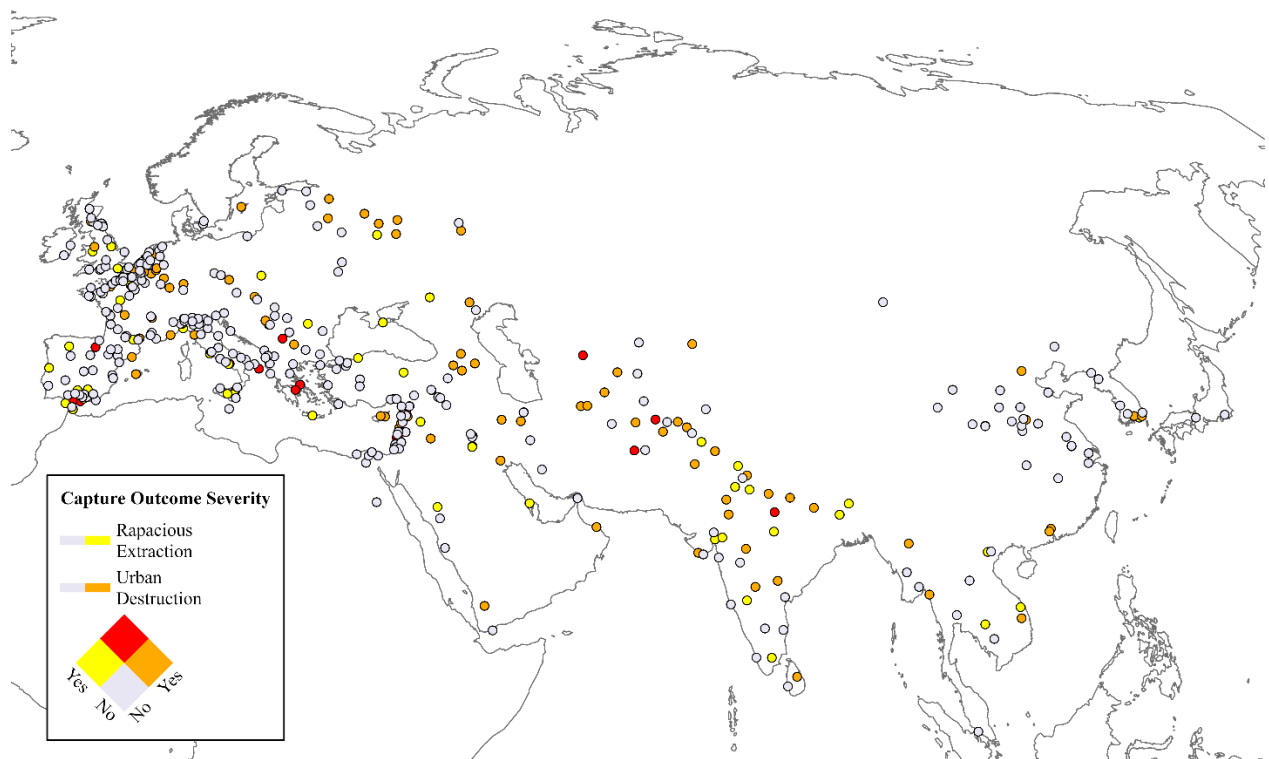 Capture Outcome Severity
Rapacious
Extraction
Urban
Destruction
Yes
No
No
Yes